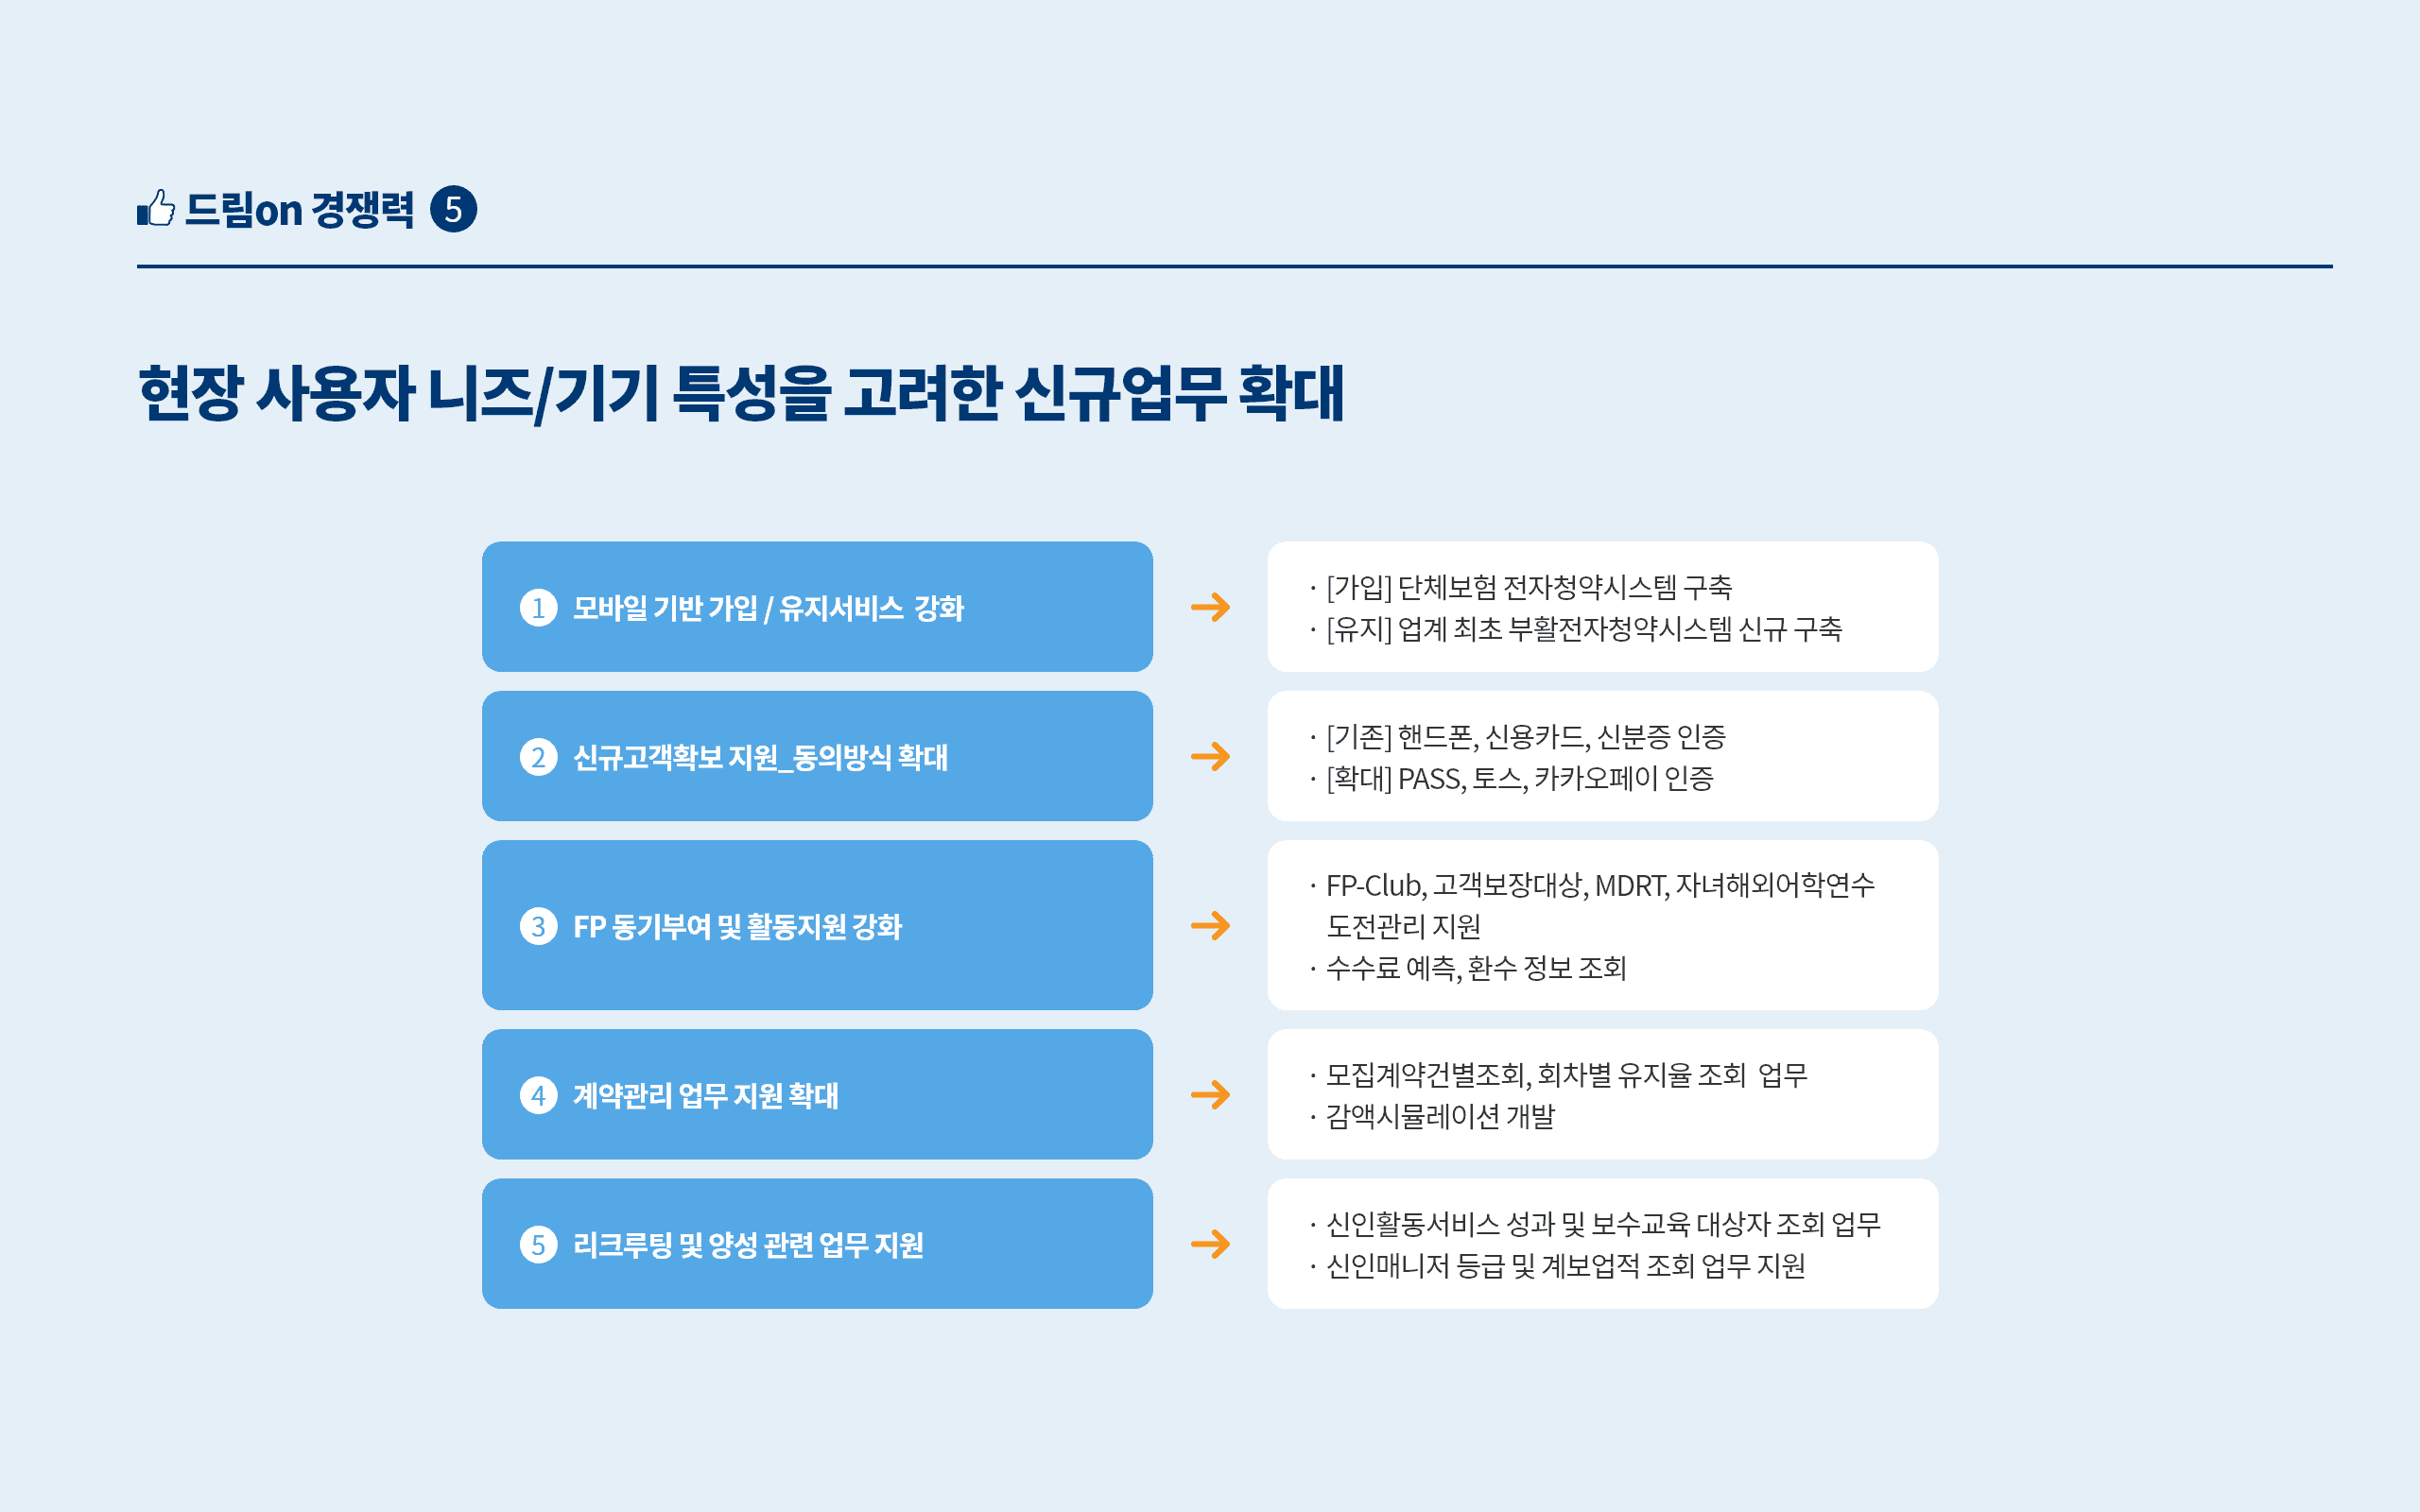 드림on 경쟁력 5
현장 사용자 니즈/기기 특성을 고려한 신규업무 확대
1 모바일 기반 가입 / 유지서비스 강화
· [가입] 단체보험 전자청약시스템 구축
· [유지] 업계 최초 부활전자청약시스템 신규 구축
2 신규고객확보 지원_동의방식 확대
· [기존] 핸드폰, 신용카드, 신분증 인증
· [확대] PASS, 토스, 카카오페이 인증
3 FP 동기부여 및 활동지원 강화
· FP-Club, 고객보장대상, MDRT, 자녀해외어학연수
도전관리 지원
· 수수료 예측, 환수 정보 조회
4 계약관리 업무 지원 확대
· 모집계약건별조회, 회차별 유지율 조회 업무
· 감액시뮬레이션 개발
5 리크루팅 및 양성 관련 업무 지원
· 신인활동서비스 성과 및 보수교육 대상자 조회 업무
· 신인매니저 등급 및 계보업적 조회 업무 지원